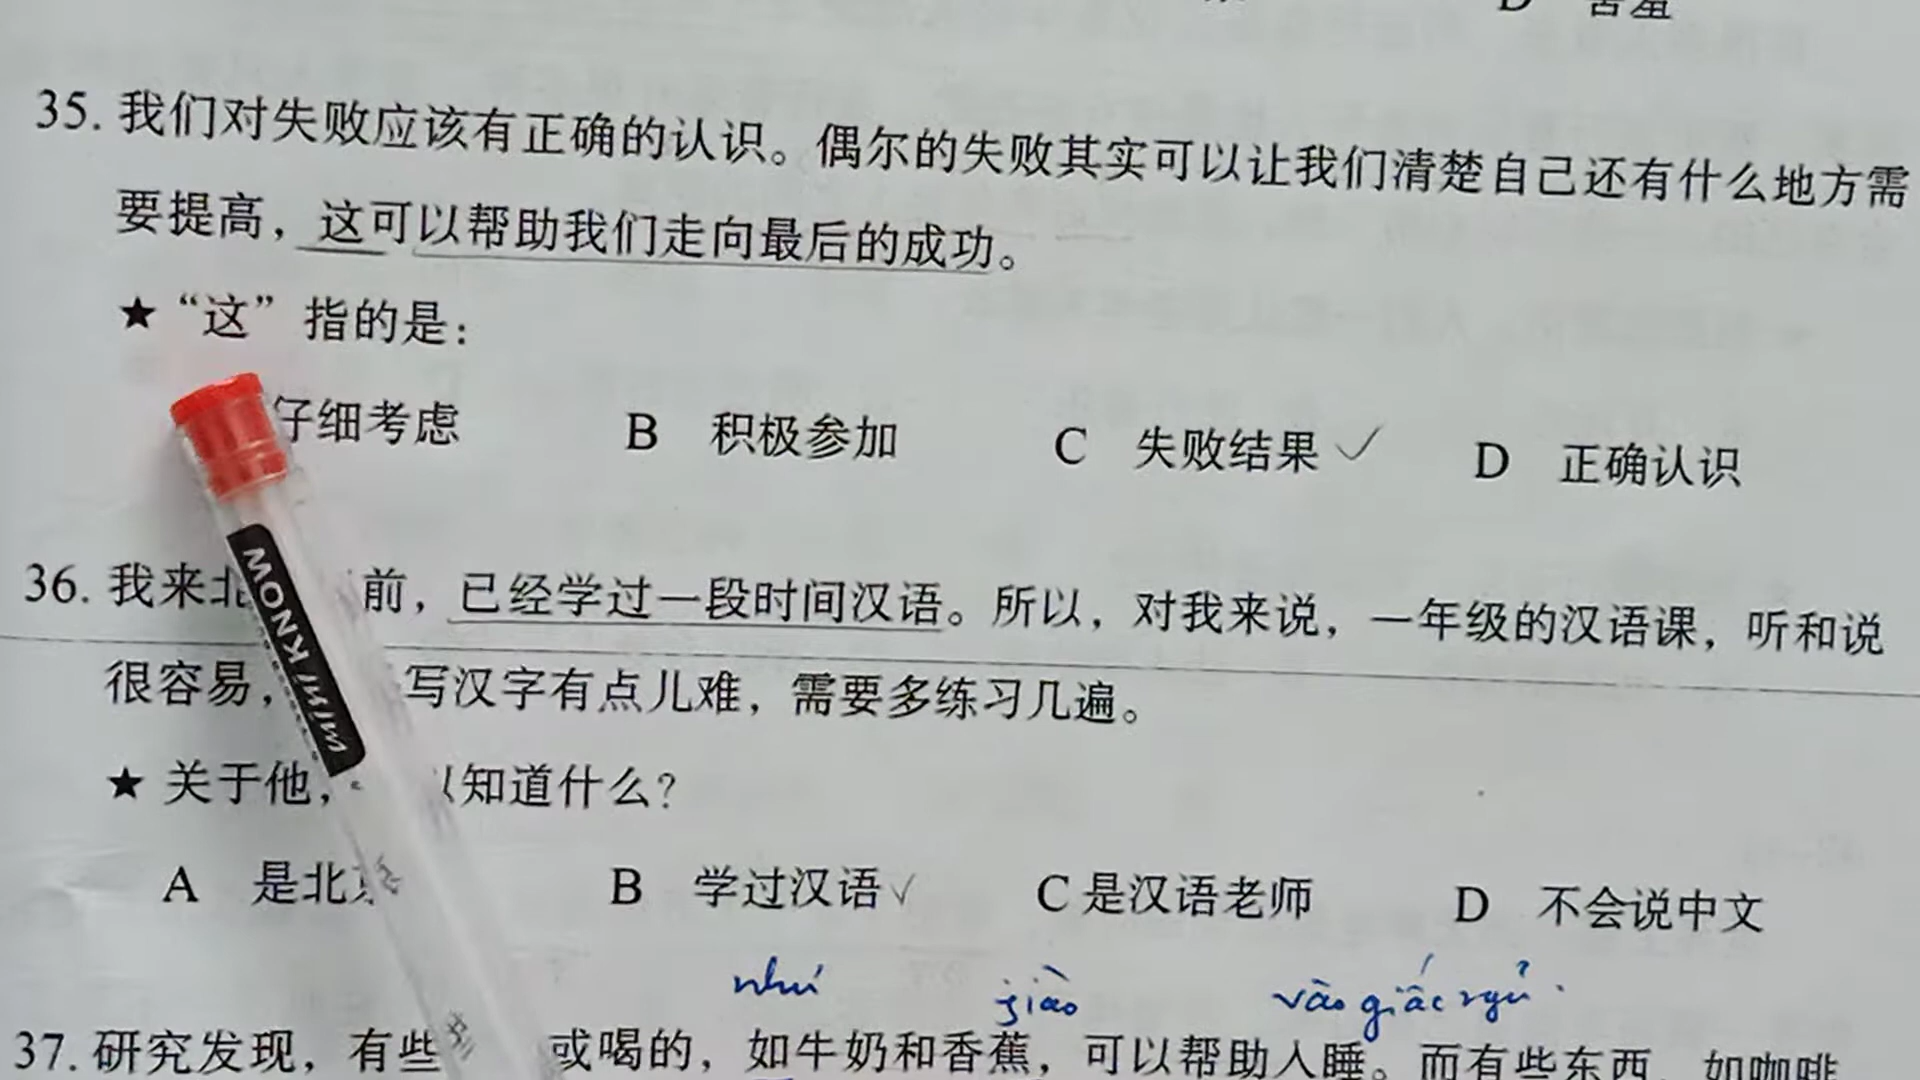 D 害羞
35. 我们对失败应该有正确的认识。偶尔的失败其实可以让我们清楚自己还有什么地方需
要提高，这可以帮助我们走向最后的成功。
★“这”指的是：
仔细考虑 B 积极参加 C 失败结果 ✓ D 正确认识
36. 我来北 前，已经学过一段时间汉语。所以，对我来说，一年级的汉语课，听和说
很容易， 写汉字有点儿难，需要多练习几遍。
★ 关于他， 知道什么？
A 是北 B 学过汉语 ✓ C 是汉语老师 D 不会说中文
như jiāo vào giấc ngủ.
37. 研究发现，有些 或喝的，如牛奶和香蕉，可以帮助入睡。而有些东西，如咖啡
M KNOW